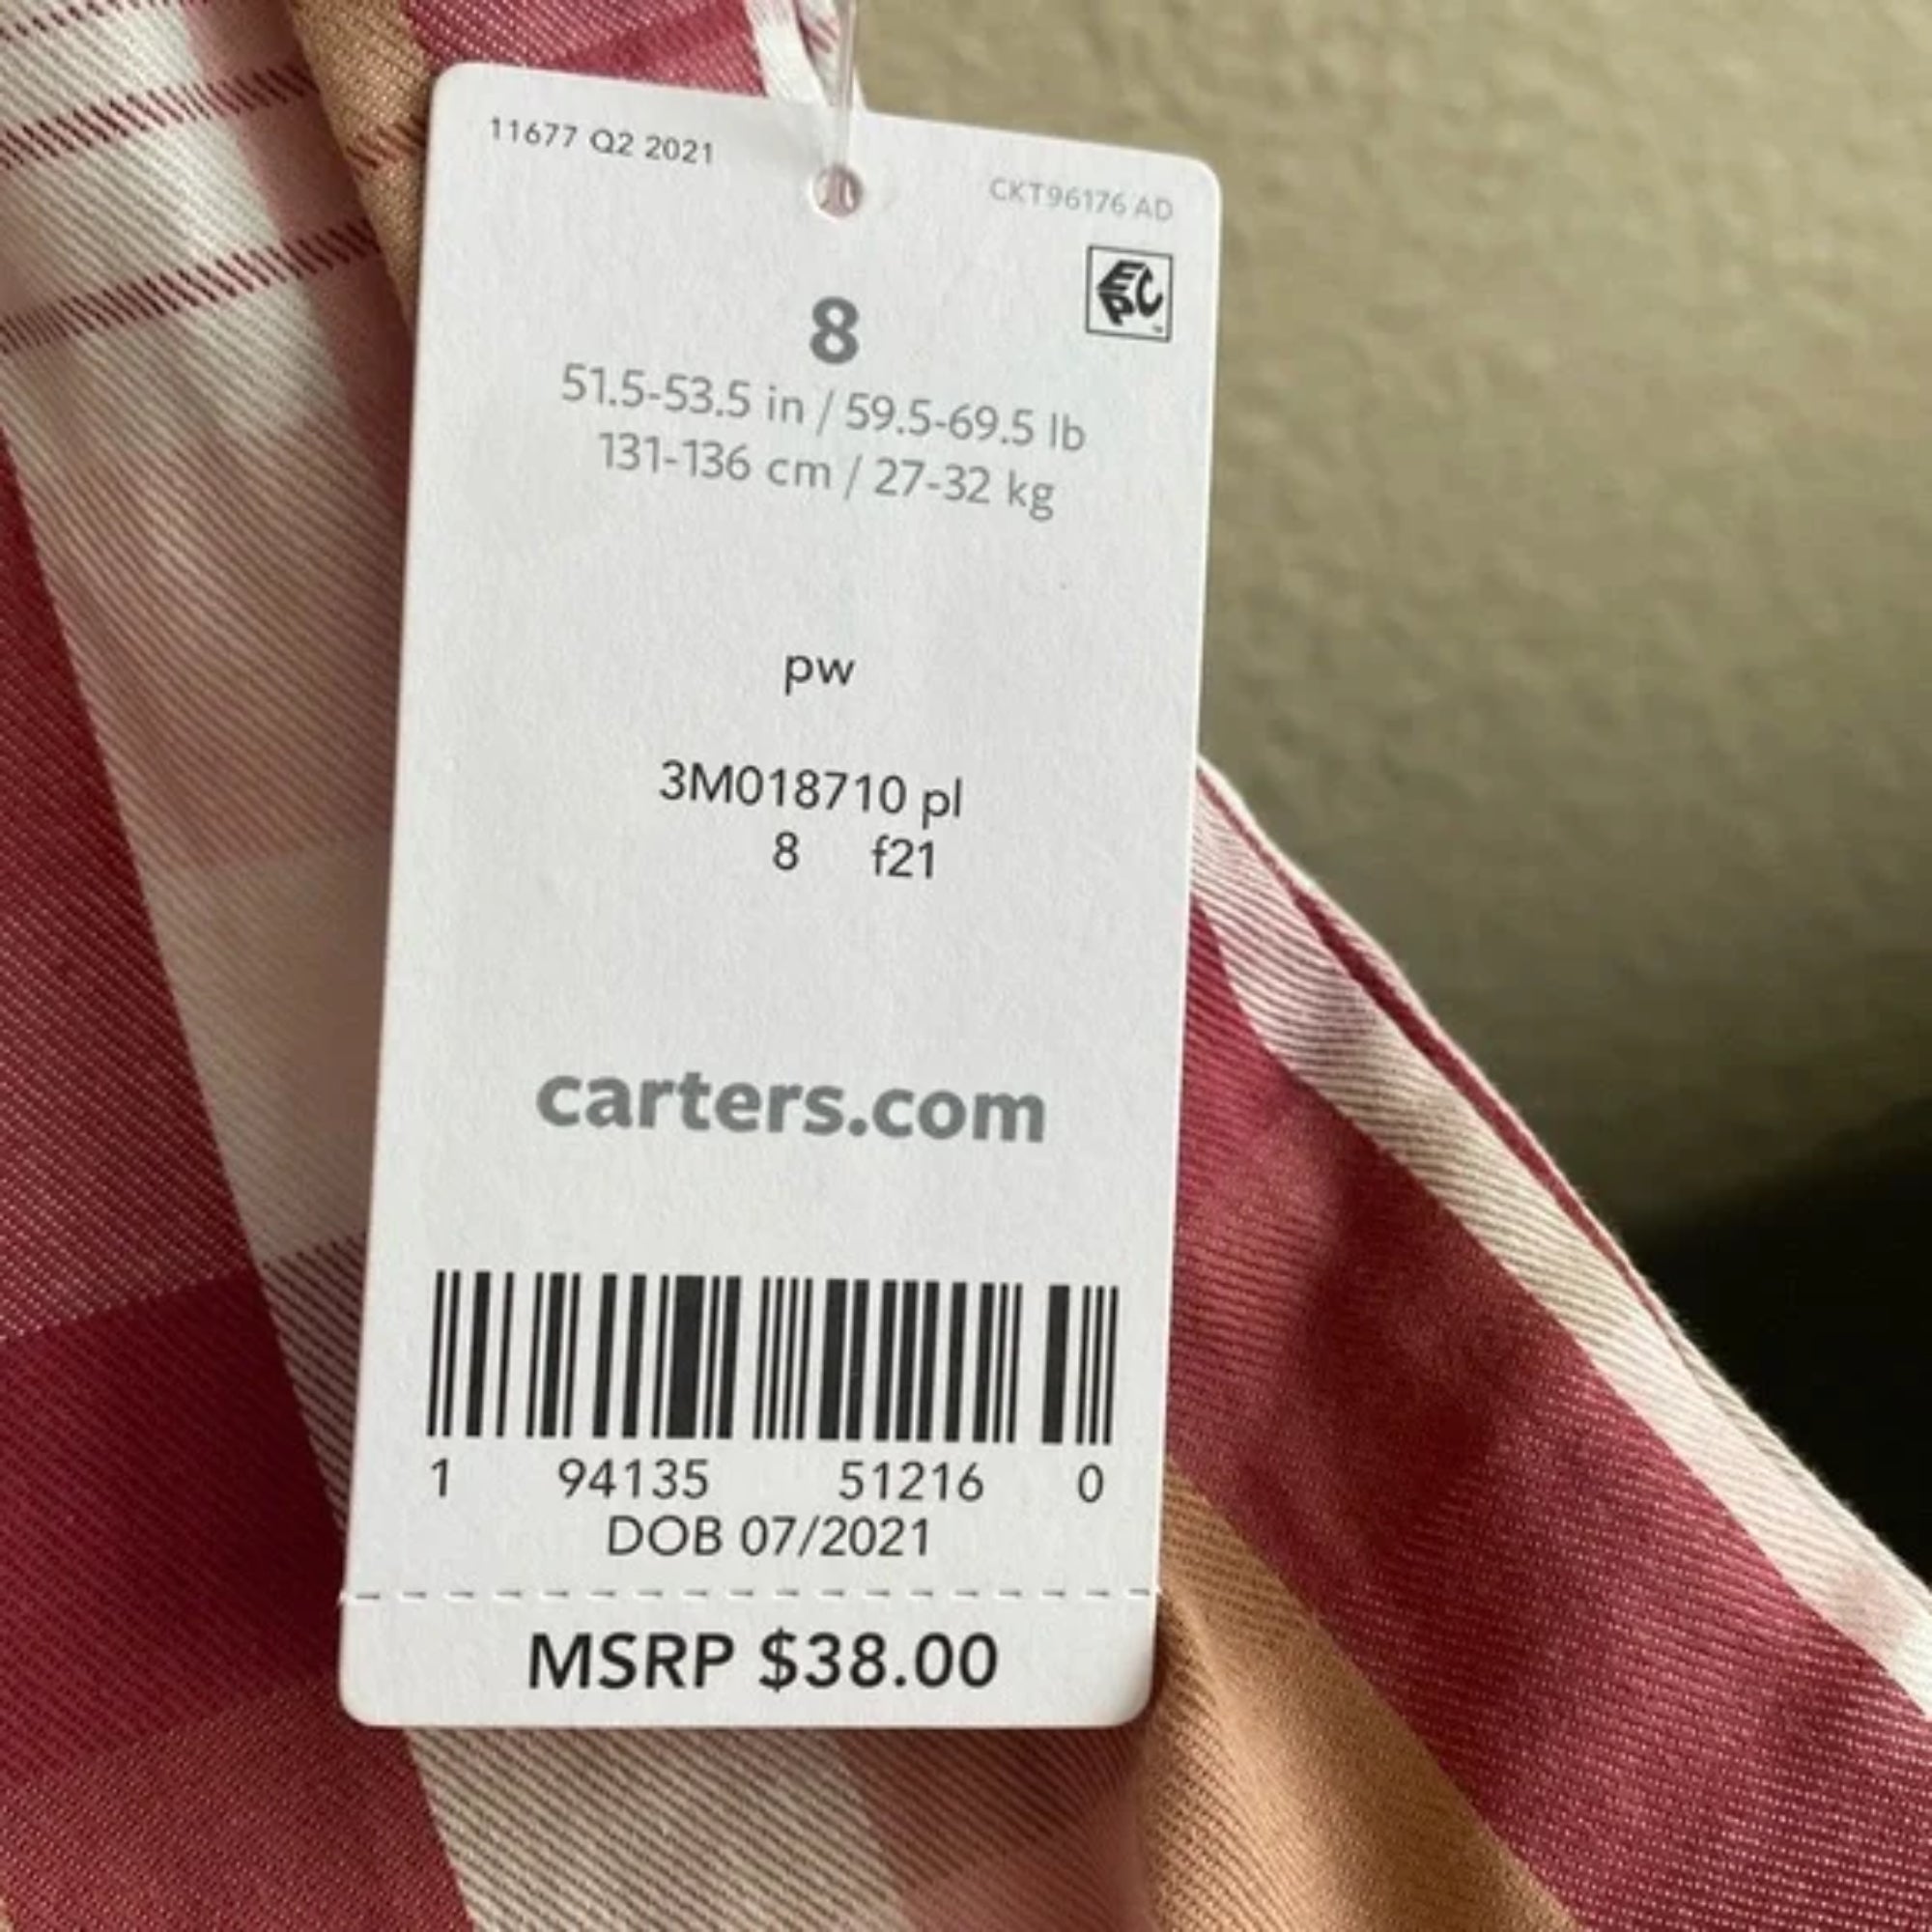 11677 Q2 2021
CKT96176 AD
EPC
8
51.5-53.5 in / 59.5-69.5 lb
131-136 cm / 27-32 kg
pw
3M018710 pl
8 f21
carters.com
1 94135 51216 0
DOB 07/2021
MSRP $38.00